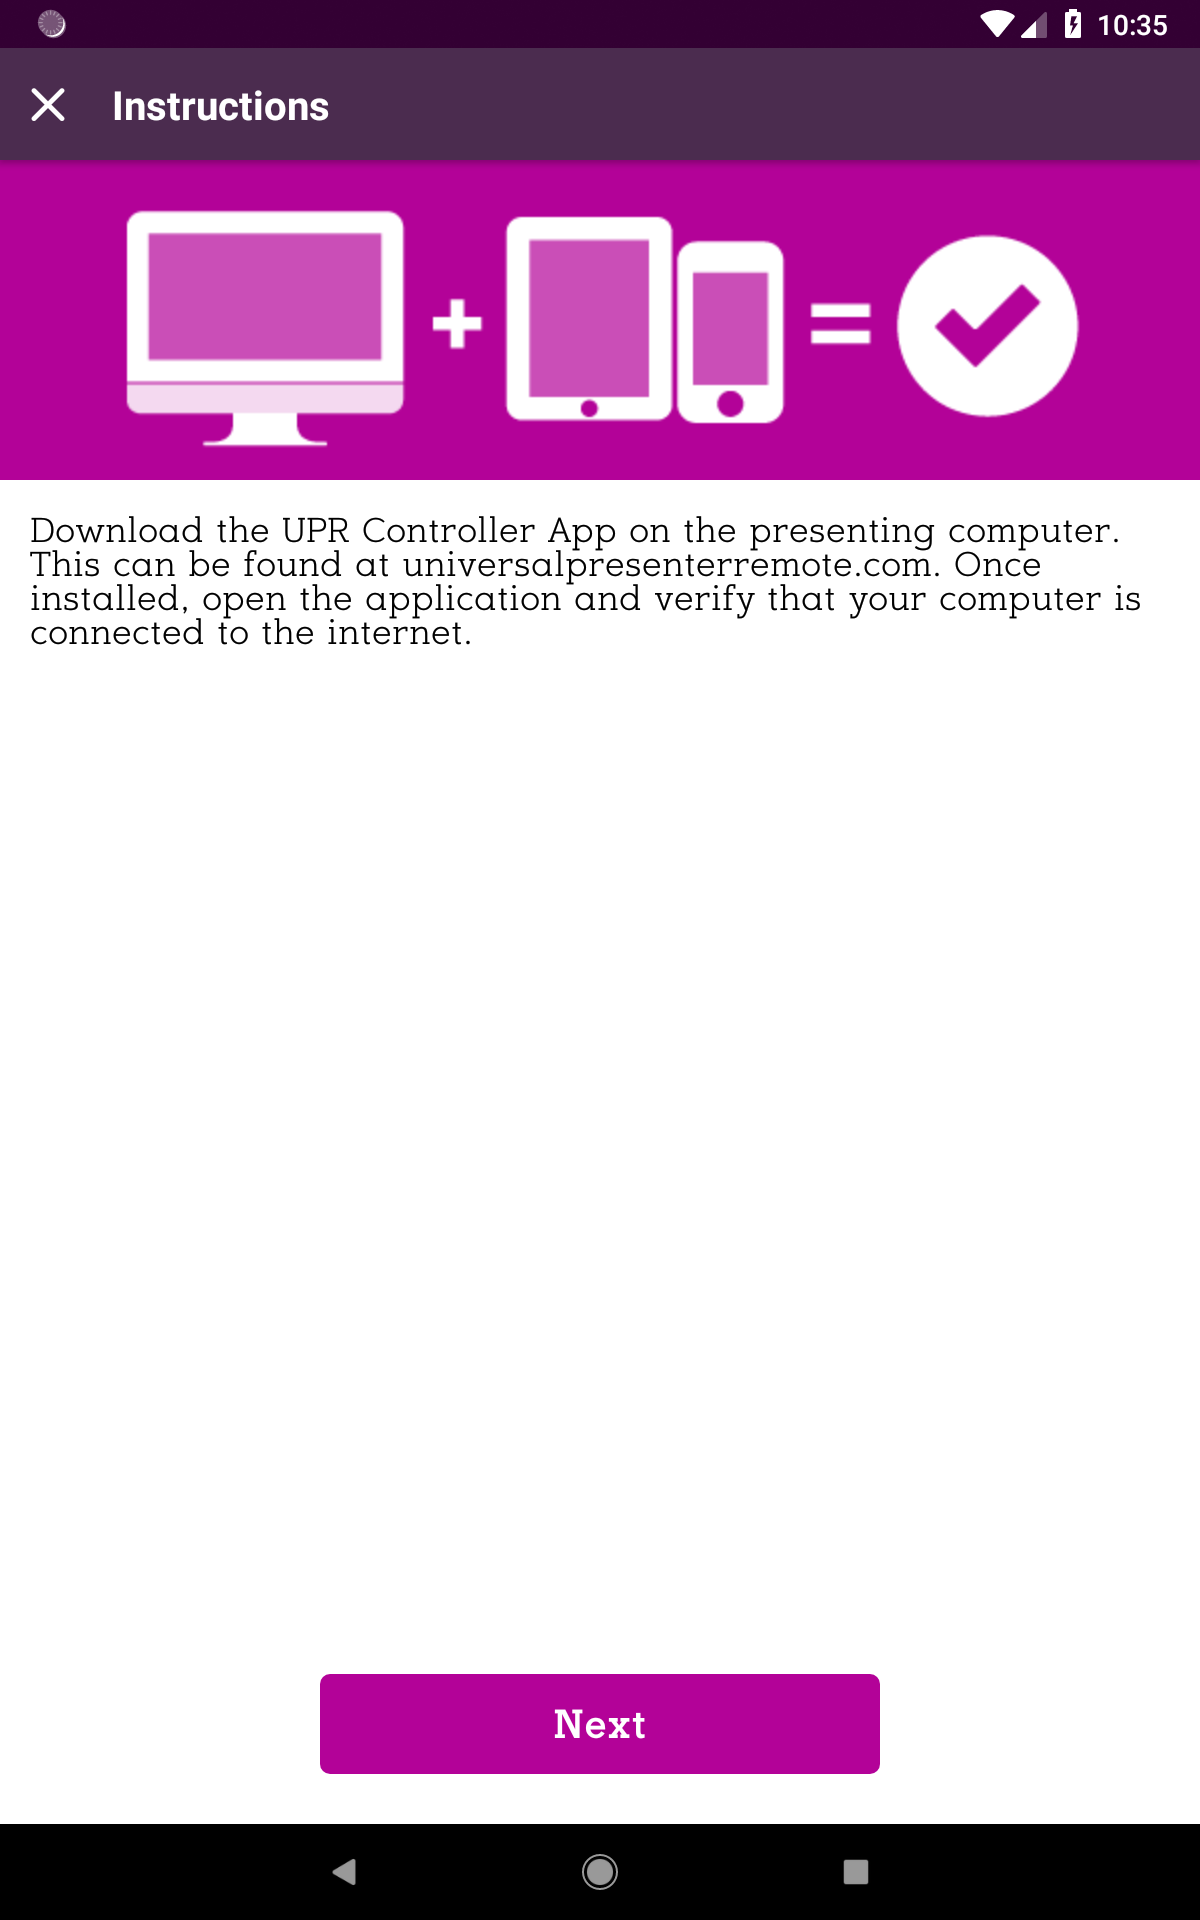 10:35
Instructions
Download the UPR Controller App on the presenting computer.
This can be found at universalpresenterremote.com. Once
installed, open the application and verify that your computer is
connected to the internet.
Next